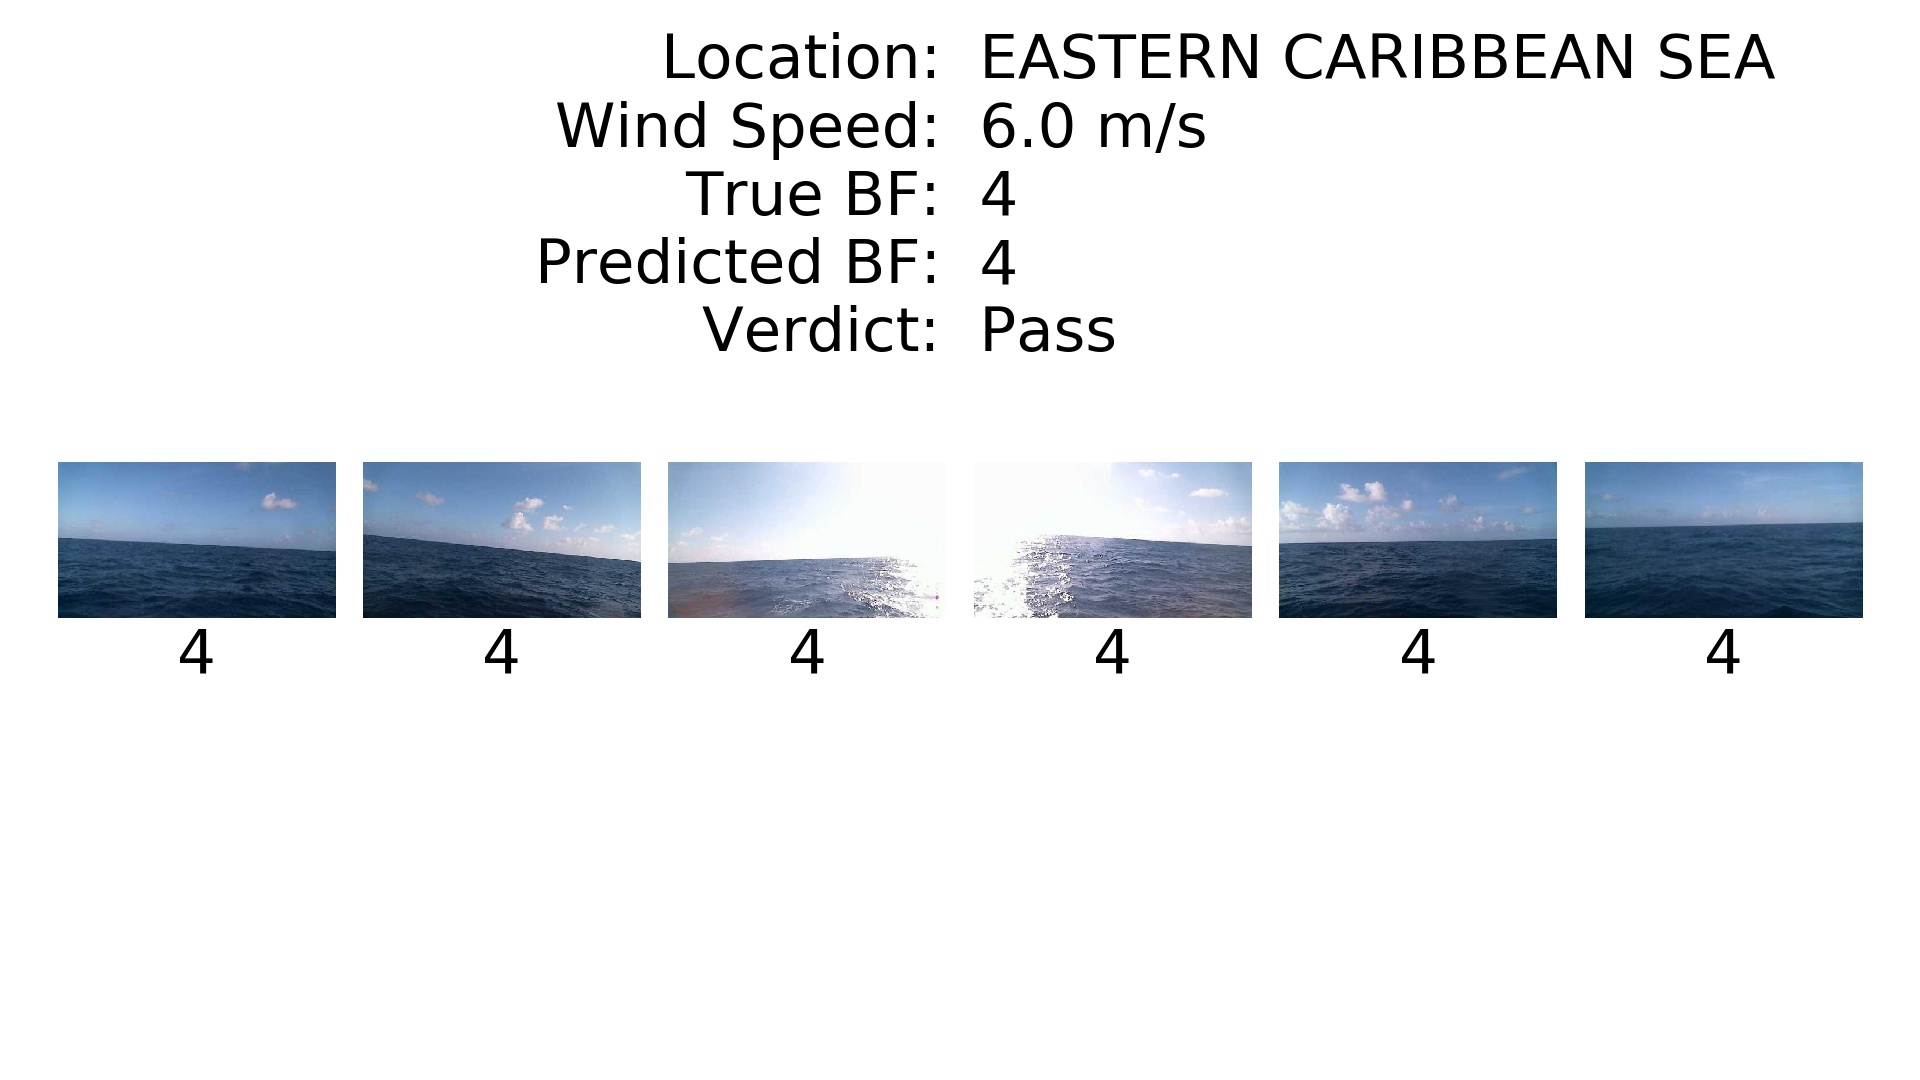 Location: EASTERN CARIBBEAN SEA
Wind Speed: 6.0 m/s
True BF: 4
Predicted BF: 4
Verdict: Pass
4 4 4 4 4 4